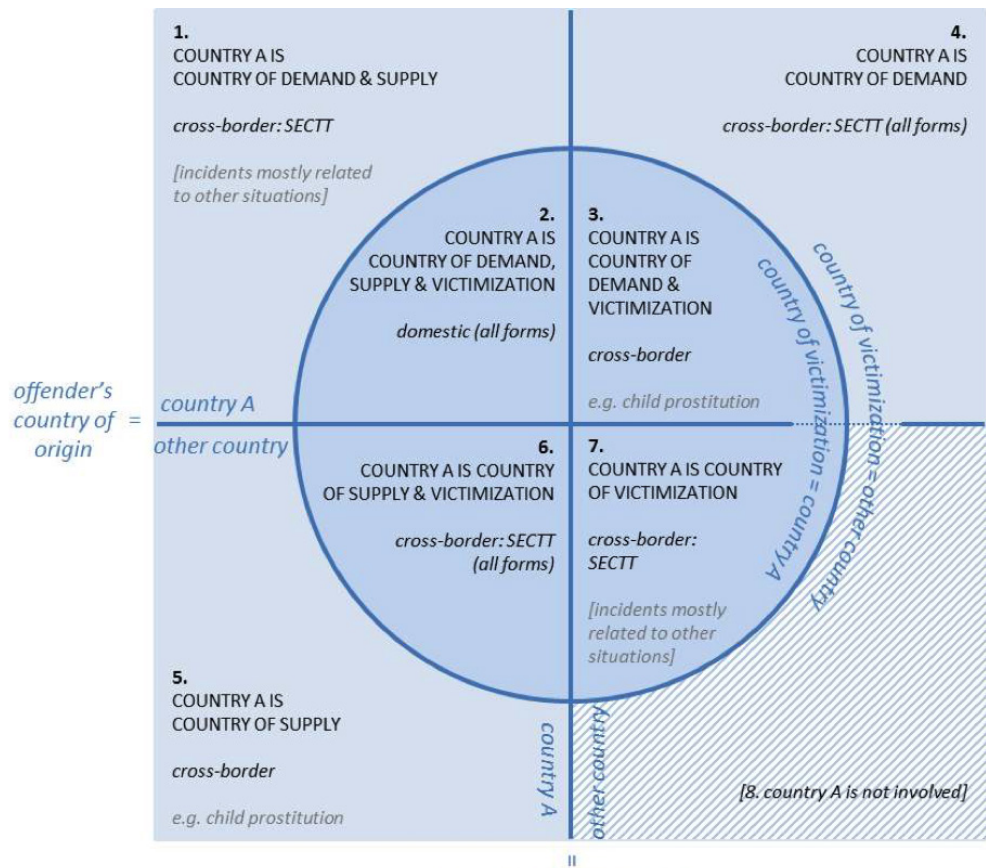 1.
COUNTRY A IS
COUNTRY OF DEMAND & SUPPLY
cross-border: SECTT
[incidents mostly related
to other situations]
4.
COUNTRY A IS
COUNTRY OF DEMAND
cross-border: SECTT (all forms)
2.
COUNTRY A IS
COUNTRY OF DEMAND,
SUPPLY & VICTIMIZATION
domestic (all forms)
3.
COUNTRY A IS
COUNTRY OF
DEMAND &
VICTIMIZATION
cross-border
e.g. child prostitution
country of victimization = country A
country of victimization = other country
offender's
country of =
origin
country A
other country
6.
COUNTRY A IS COUNTRY
OF SUPPLY & VICTIMIZATION
cross-border: SECTT
(all forms)
7.
COUNTRY A IS COUNTRY
OF VICTIMIZATION
cross-border:
SECTT
[incidents mostly
related to other
situations]
5.
COUNTRY A IS
COUNTRY OF SUPPLY
cross-border
e.g. child prostitution
country A
other country
[8. country A is not involved]
=